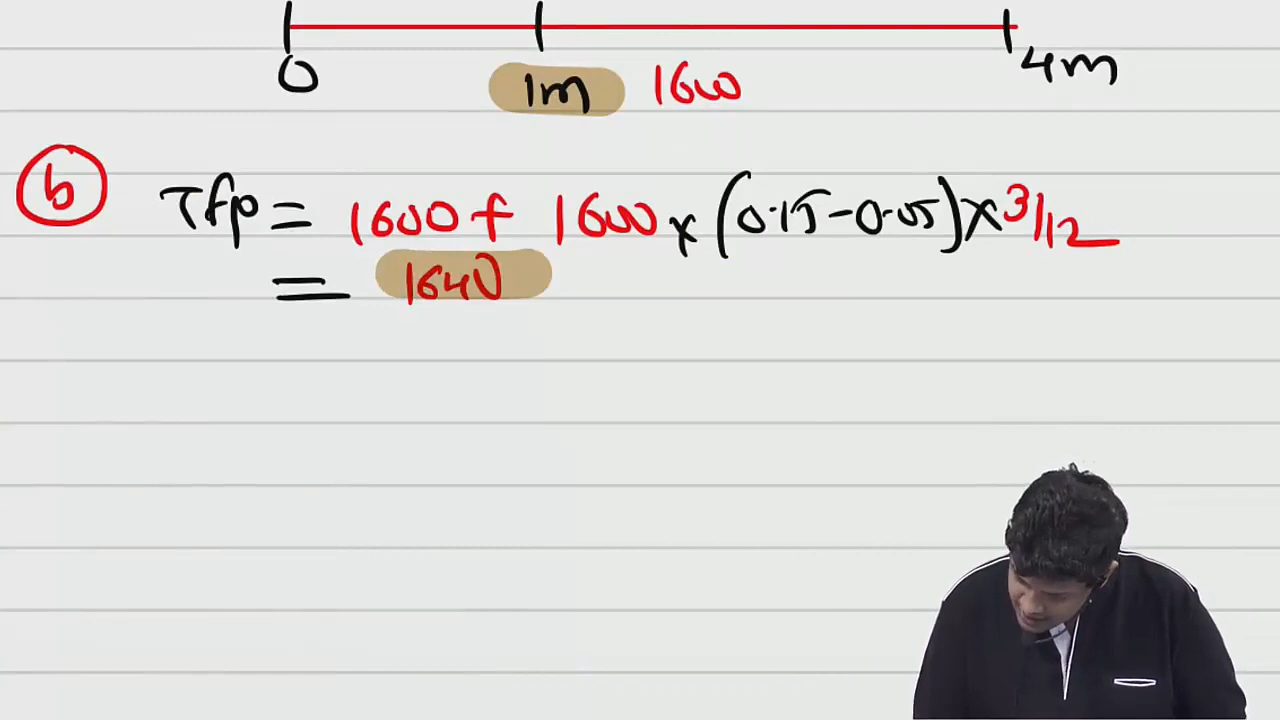 0 1m 1600 4m
b Tfp = 1600 + 1600 x (0.15-0.05) x 3/12
= 1640